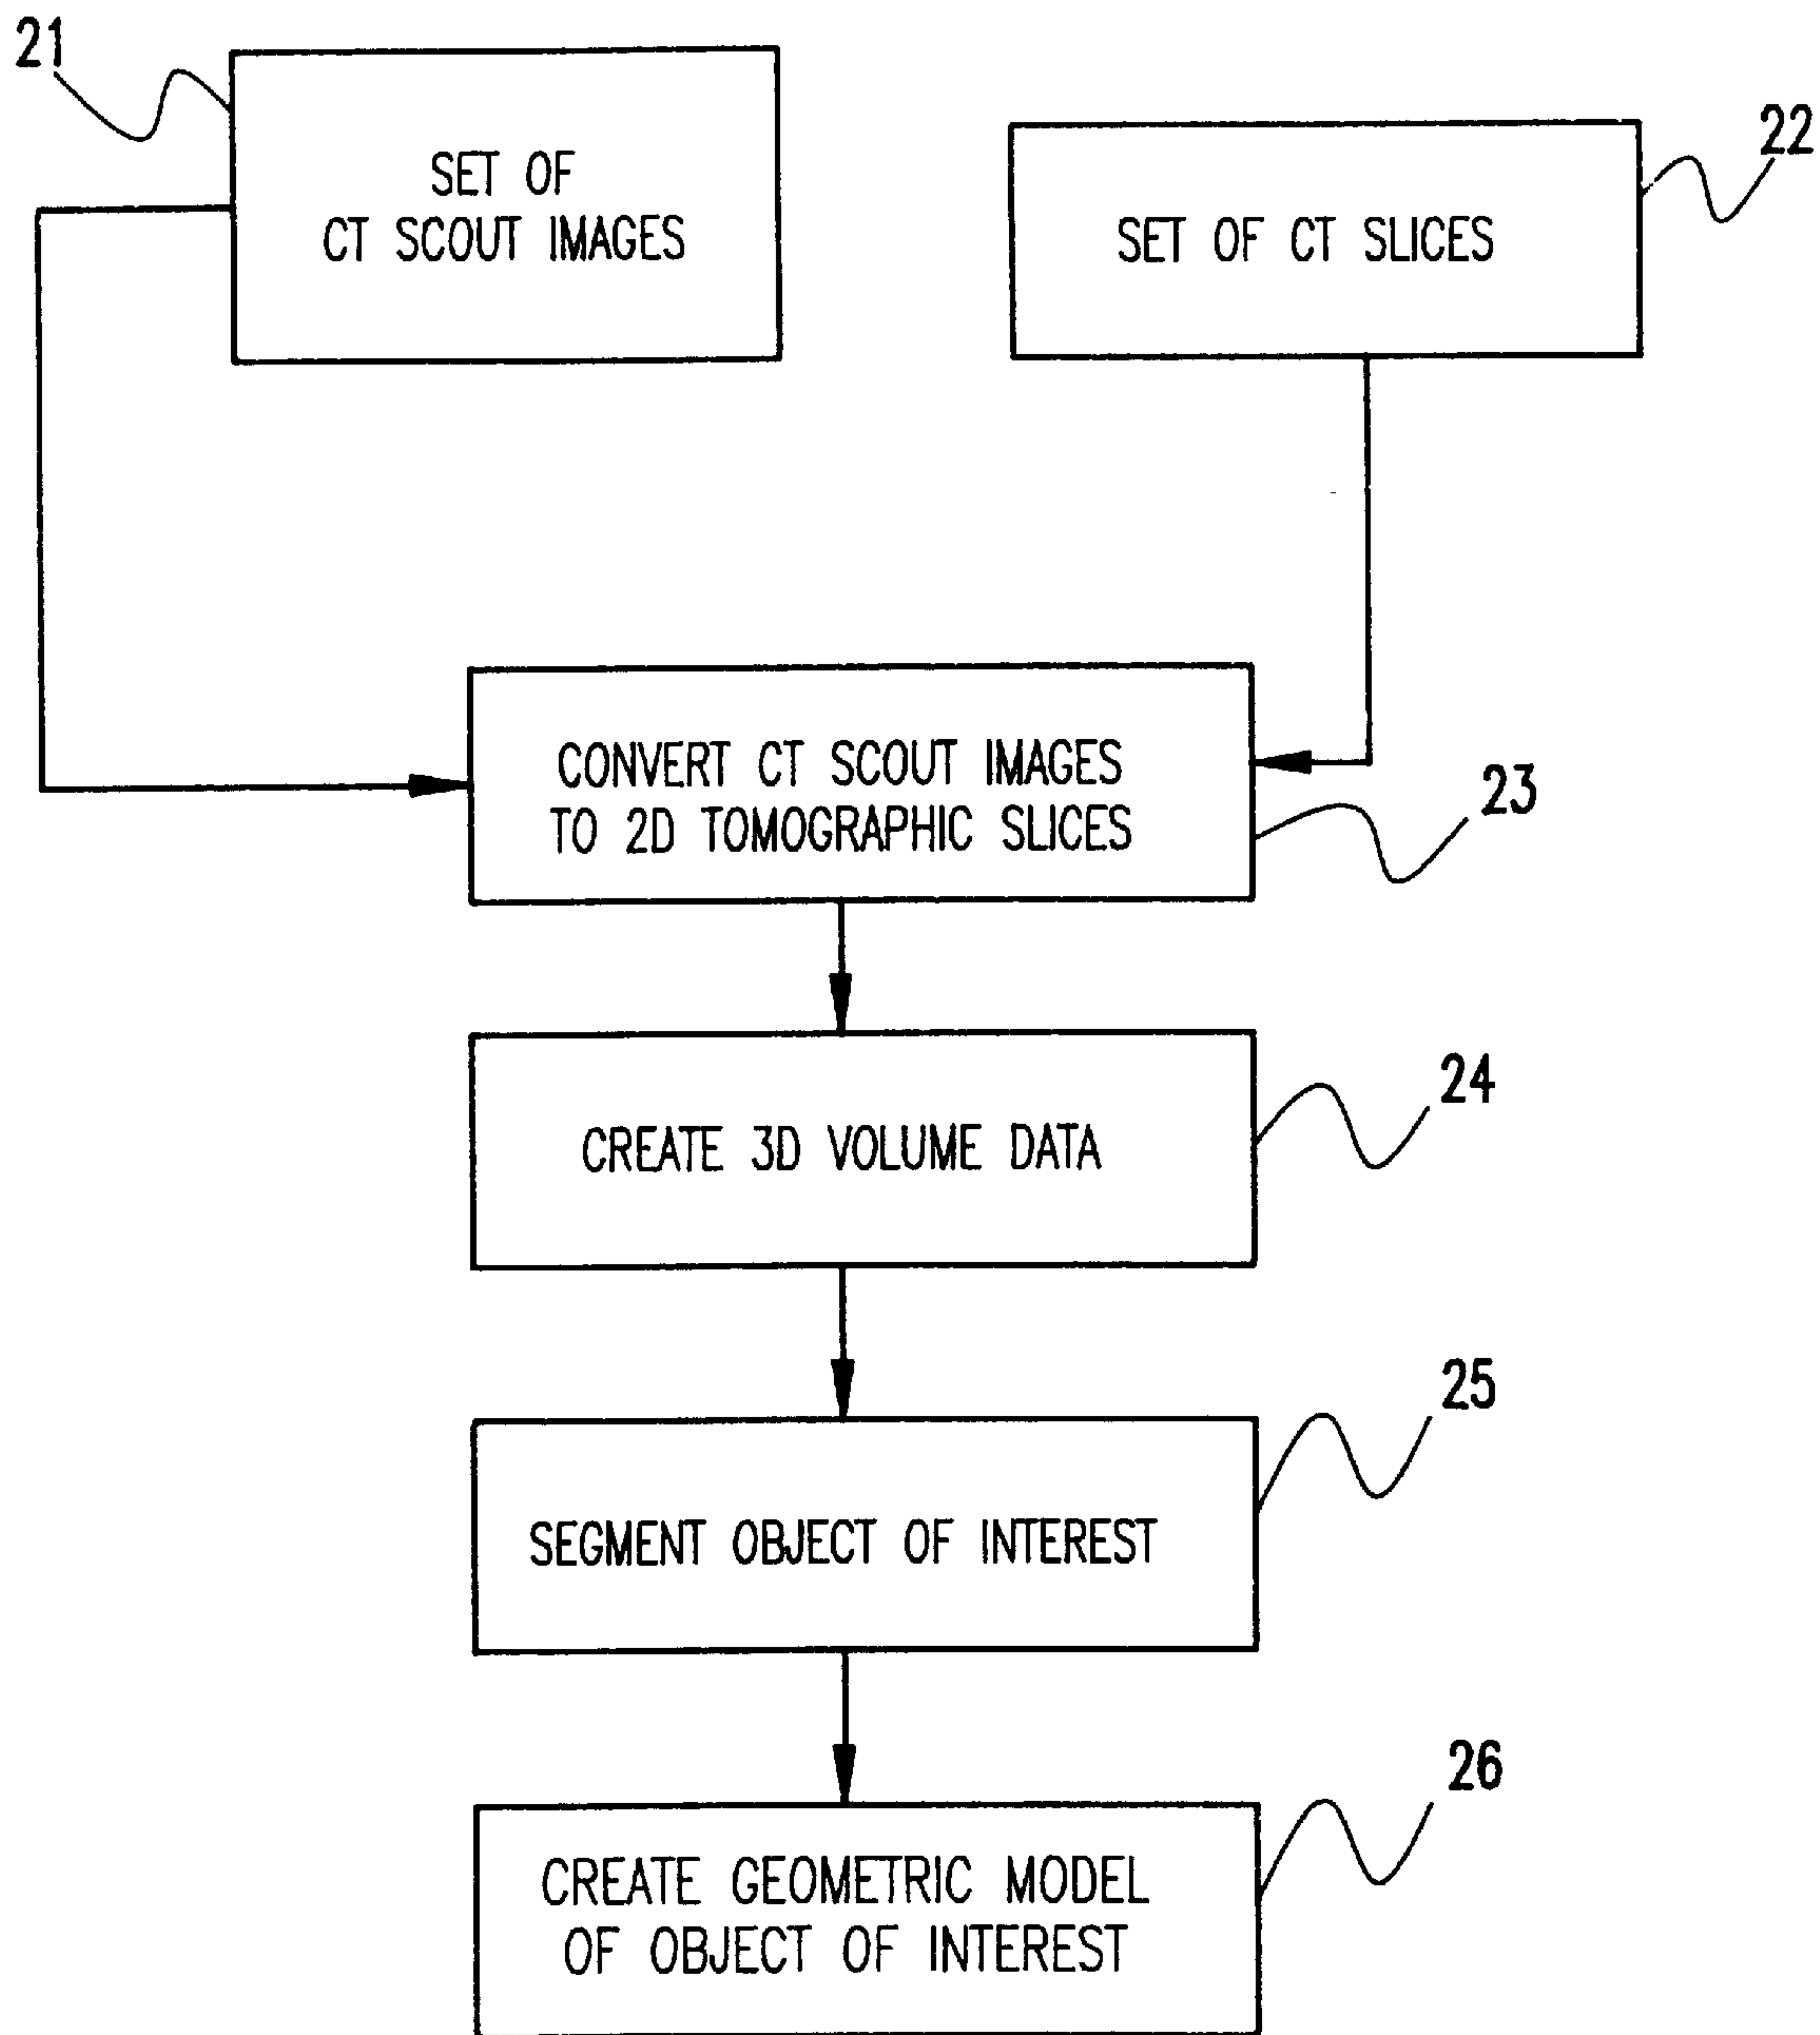 21
SET OF
CT SCOUT IMAGES
22
SET OF CT SLICES
CONVERT CT SCOUT IMAGES
TO 2D TOMOGRAPHIC SLICES
23
CREATE 3D VOLUME DATA
24
SEGMENT OBJECT OF INTEREST
25
CREATE GEOMETRIC MODEL
OF OBJECT OF INTEREST
26